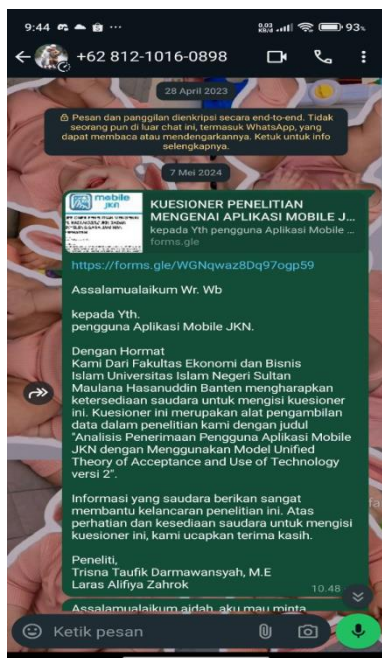 9:44
0,02 KB/d
93%
+62 812-1016-0898
28 April 2023
Pesan dan panggilan dienkripsi secara end-to-end. Tidak
seorang pun di luar chat ini, termasuk WhatsApp, yang
dapat membaca atau mendengarkannya. Ketuk untuk info
selengkapnya.
7 Mei 2024
mobile
JKN
KUESIONER PENELITIAN
MENGENAI APLIKASI MOBILE J...
kepada Yth pengguna Aplikasi Mobile ...
forms.gle
https://forms.gle/WGNqwaz8Dq97ogp59
Assalamualaikum Wr. Wb
kepada Yth.
pengguna Aplikasi Mobile JKN.
Dengan Hormat
Kami Dari Fakultas Ekonomi dan Bisnis
Islam Universitas Islam Negeri Sultan
Maulana Hasanuddin Banten mengharapkan
ketersediaan saudara untuk mengisi kuesioner
ini. Kuesioner ini merupakan alat pengambilan
data dalam penelitian kami dengan judul
"Analisis Penerimaan Pengguna Aplikasi Mobile
JKN dengan Menggunakan Model Unified
Theory of Acceptance and Use of Technology
versi 2".
Informasi yang saudara berikan sangat
membantu kelancaran penelitian ini. Atas
perhatian dan kesediaan saudara untuk mengisi
kuesioner ini, kami ucapkan terima kasih.
Peneliti,
Trisna Taufik Darmawansyah, M.E
Laras Alifiya Zahrok
10.48
Assalamualaikum aidah, aku mau minta
Ketik pesan